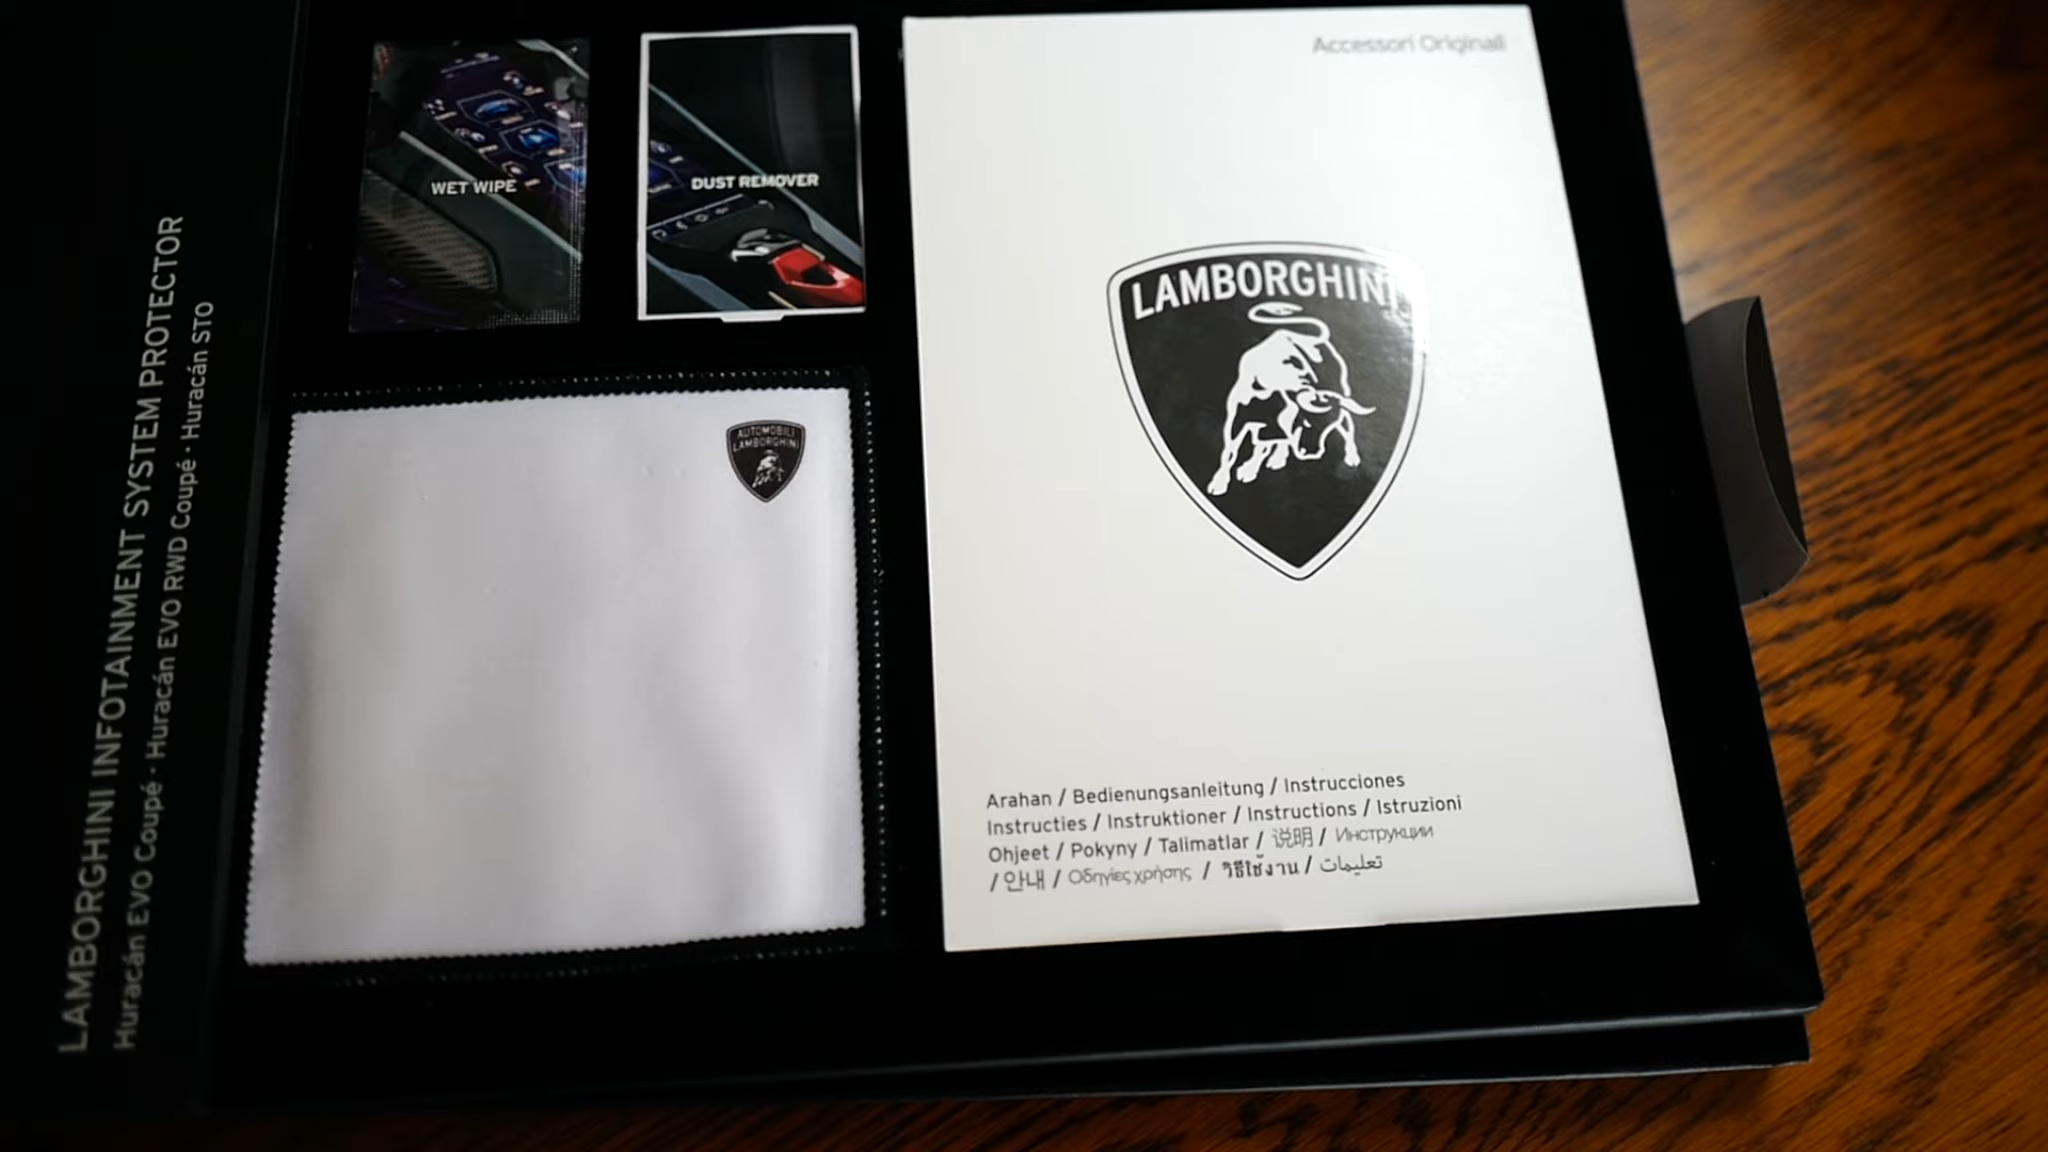 LAMBORGHINI INFOTAINMENT SYSTEM PROTECTOR
Huracán EVO Coupé · Huracán EVO RWD Coupé · Huracán STO
WET WIPE
DUST REMOVER
AUTOMOBILI
LAMBORGHINI
Accessori Originali
LAMBORGHINI
Arahan / Bedienungsanleitung / Instrucciones
Instructies / Instruktioner / Instructions / Istruzioni
Ohjeet / Pokyny / Talimatlar / 说明 / Инструкции
/ 안내 / Οδηγίες χρήσης / วิธีใช้งาน / تعليمات